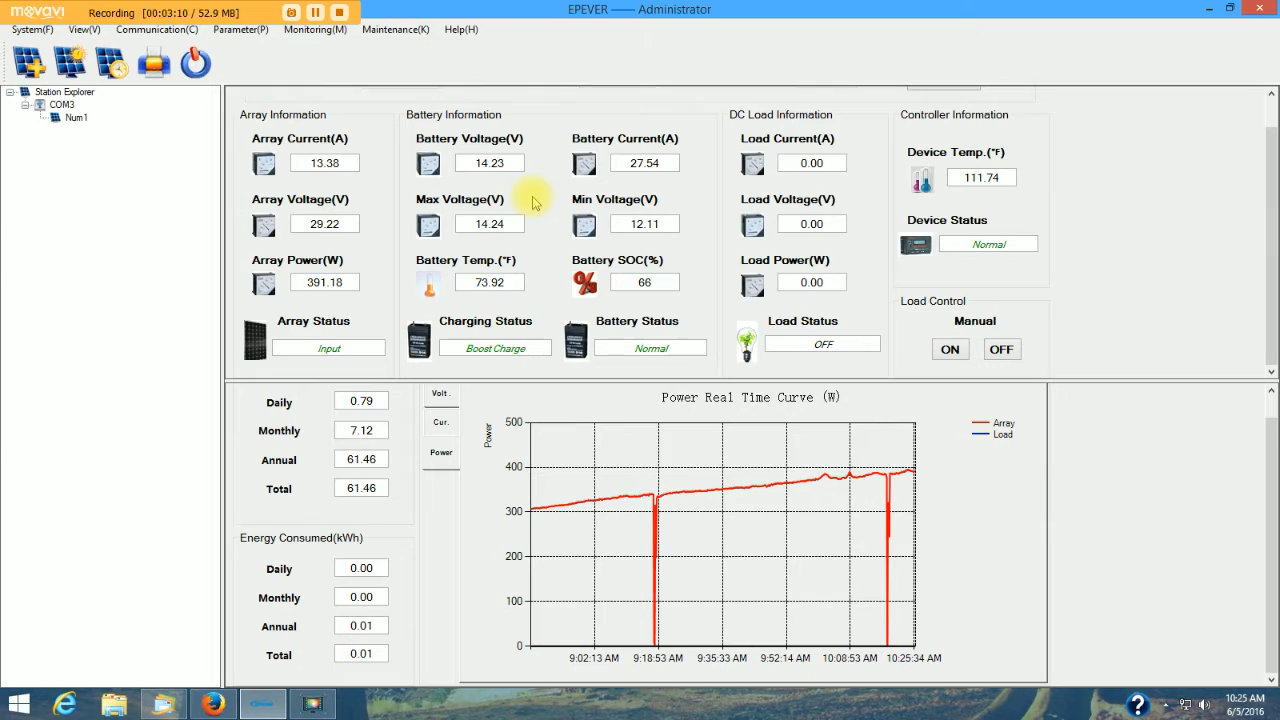 movavi Recording [00:03:10 / 52.9 MB]
EPEVER — Administrator
System(F) View(V) Communication(C) Parameter(P) Monitoring(M) Maintenance(K) Help(H)
Station Explorer
COM3
Num1
Array Information
Array Current(A)
13.38
Array Voltage(V)
29.22
Array Power(W)
391.18
Array Status
Input
Battery Information
Battery Voltage(V) Battery Current(A)
14.23 27.54
Max Voltage(V) Min Voltage(V)
14.24 12.11
Battery Temp.(°F) Battery SOC(%)
73.92 % 66
Charging Status Battery Status
Boost Charge Normal
DC Load Information
Load Current(A)
0.00
Load Voltage(V)
0.00
Load Power(W)
0.00
Load Status
OFF
Controller Information
Device Temp.(°F)
111.74
Device Status
Normal
Load Control
Manual
ON OFF
Daily 0.79
Monthly 7.12
Annual 61.46
Total 61.46
Energy Consumed(kWh)
Daily 0.00
Monthly 0.00
Annual 0.01
Total 0.01
Volt .
Cur.
Power
Power Real Time Curve (W)
Power
500
400
300
200
100
0
9:02:13 AM 9:18:53 AM 9:35:33 AM 9:52:14 AM 10:08:53 AM 10:25:34 AM
Array
Load
?
10:25 AM
6/5/2016